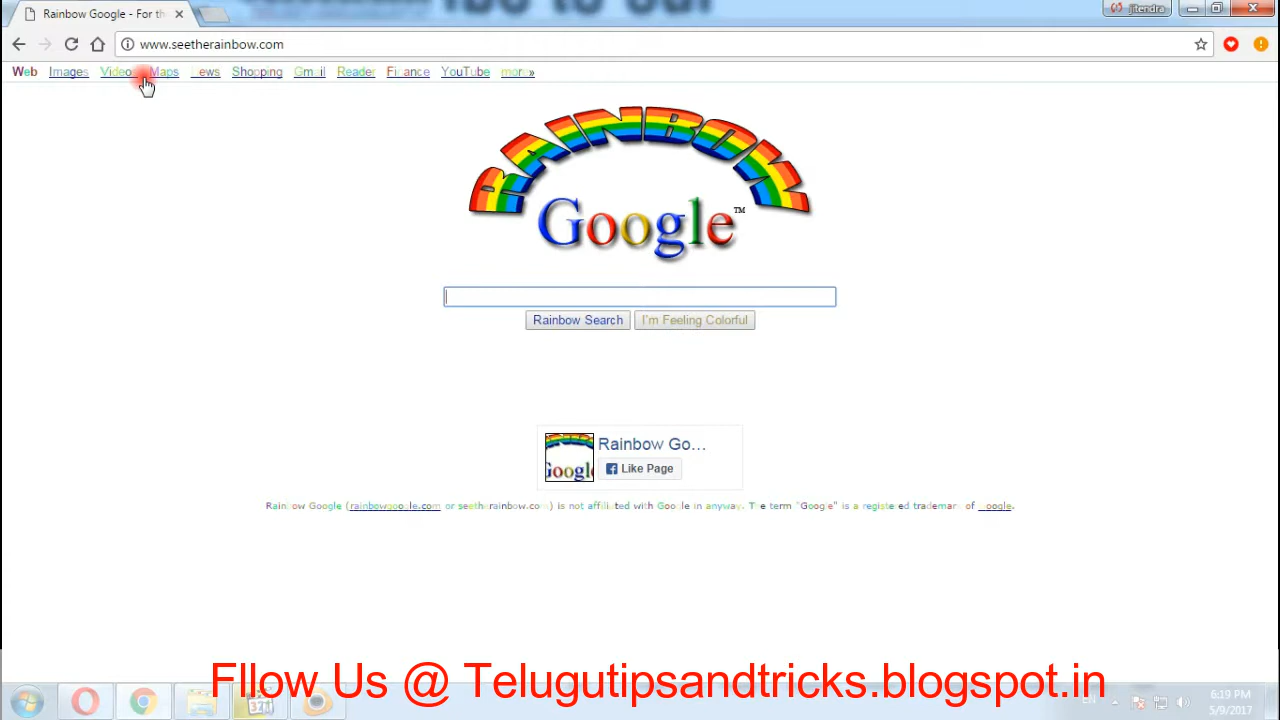 Rainbow Google - For th
jitendra
www.seetherainbow.com
Web Images Videos Maps News Shopping Gmail Reader Finance YouTube more »
RAINBOW
Google™
Rainbow Search I'm Feeling Colorful
Rainbow Go...
Google
Like Page
Rainbow Google (rainbowgoogle.com or seetherainbow.com) is not affiliated with Google in anyway. The term "Google" is a registered trademark of Google.
Fllow Us @ Telugutipsandtricks.blogspot.in
EN
6:19 PM
5/9/2017